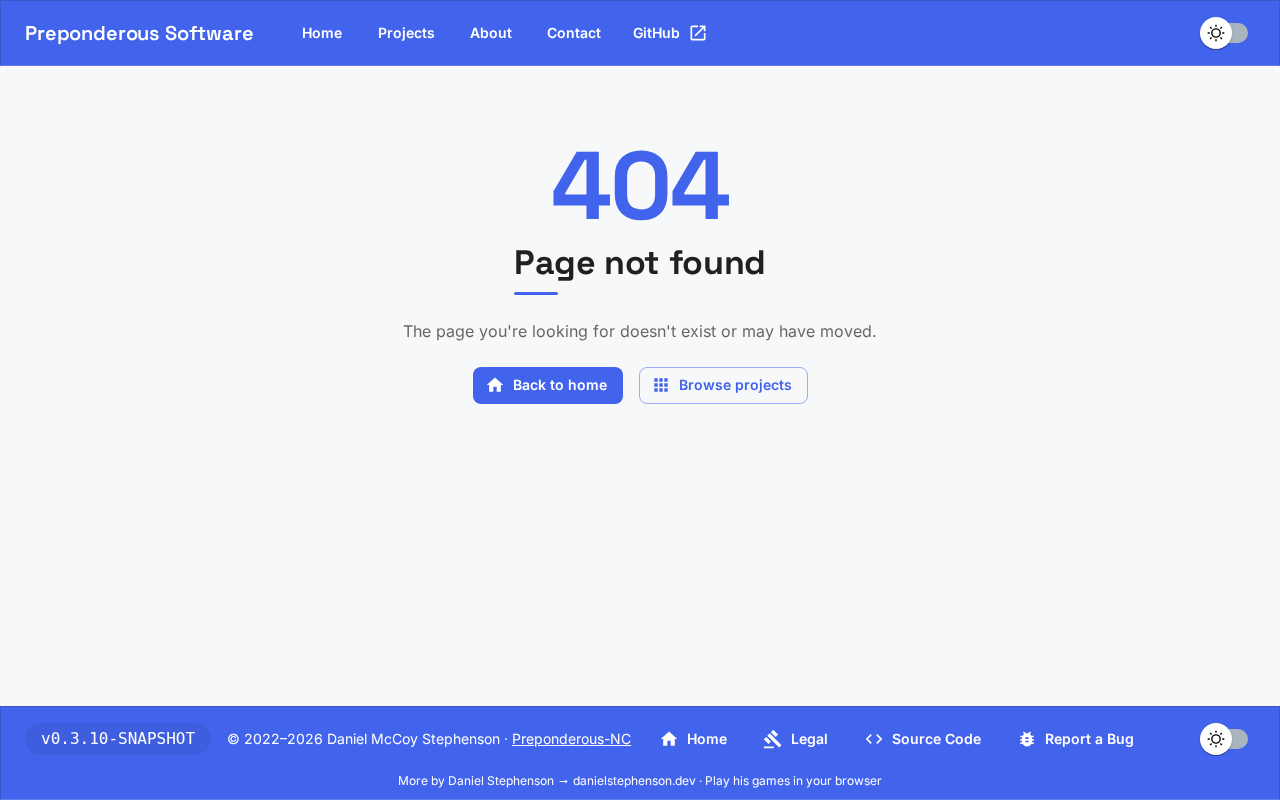 Preponderous Software Home Projects About Contact GitHub
404
Page not found
The page you're looking for doesn't exist or may have moved.
Back to home Browse projects
v0.3.10-SNAPSHOT © 2022–2026 Daniel McCoy Stephenson · Preponderous-NC Home Legal Source Code Report a Bug
More by Daniel Stephenson → danielstephenson.dev · Play his games in your browser